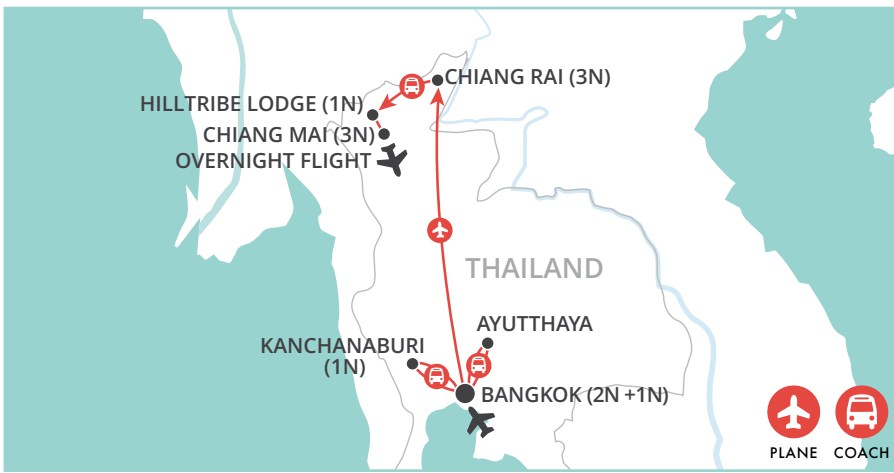 CHIANG RAI (3N)
HILLTRIBE LODGE (1N)
CHIANG MAI (3N)
OVERNIGHT FLIGHT
THAILAND
AYUTTHAYA
KANCHANABURI
(1N)
BANGKOK (2N +1N)
PLANE COACH